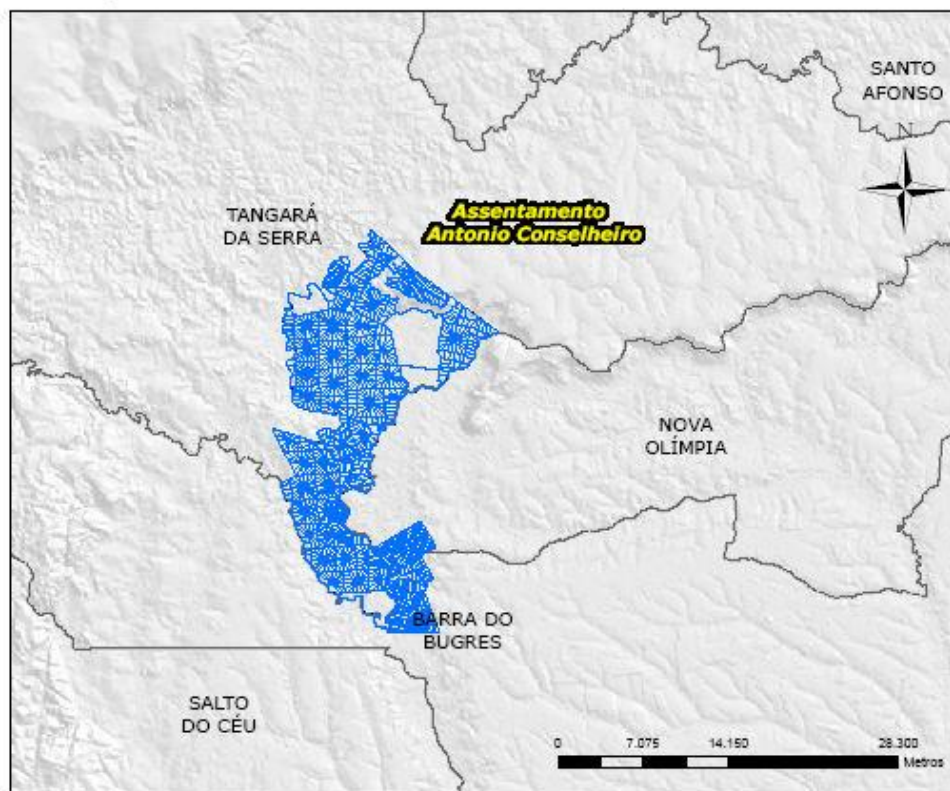 SANTO
AFONSO
N
TANGARÁ
DA SERRA
Assentamento
Antonio Conselheiro
NOVA
OLÍMPIA
BARRA DO
BUGRES
SALTO
DO CÉU
0 7.075 14.150 28.300
Metros